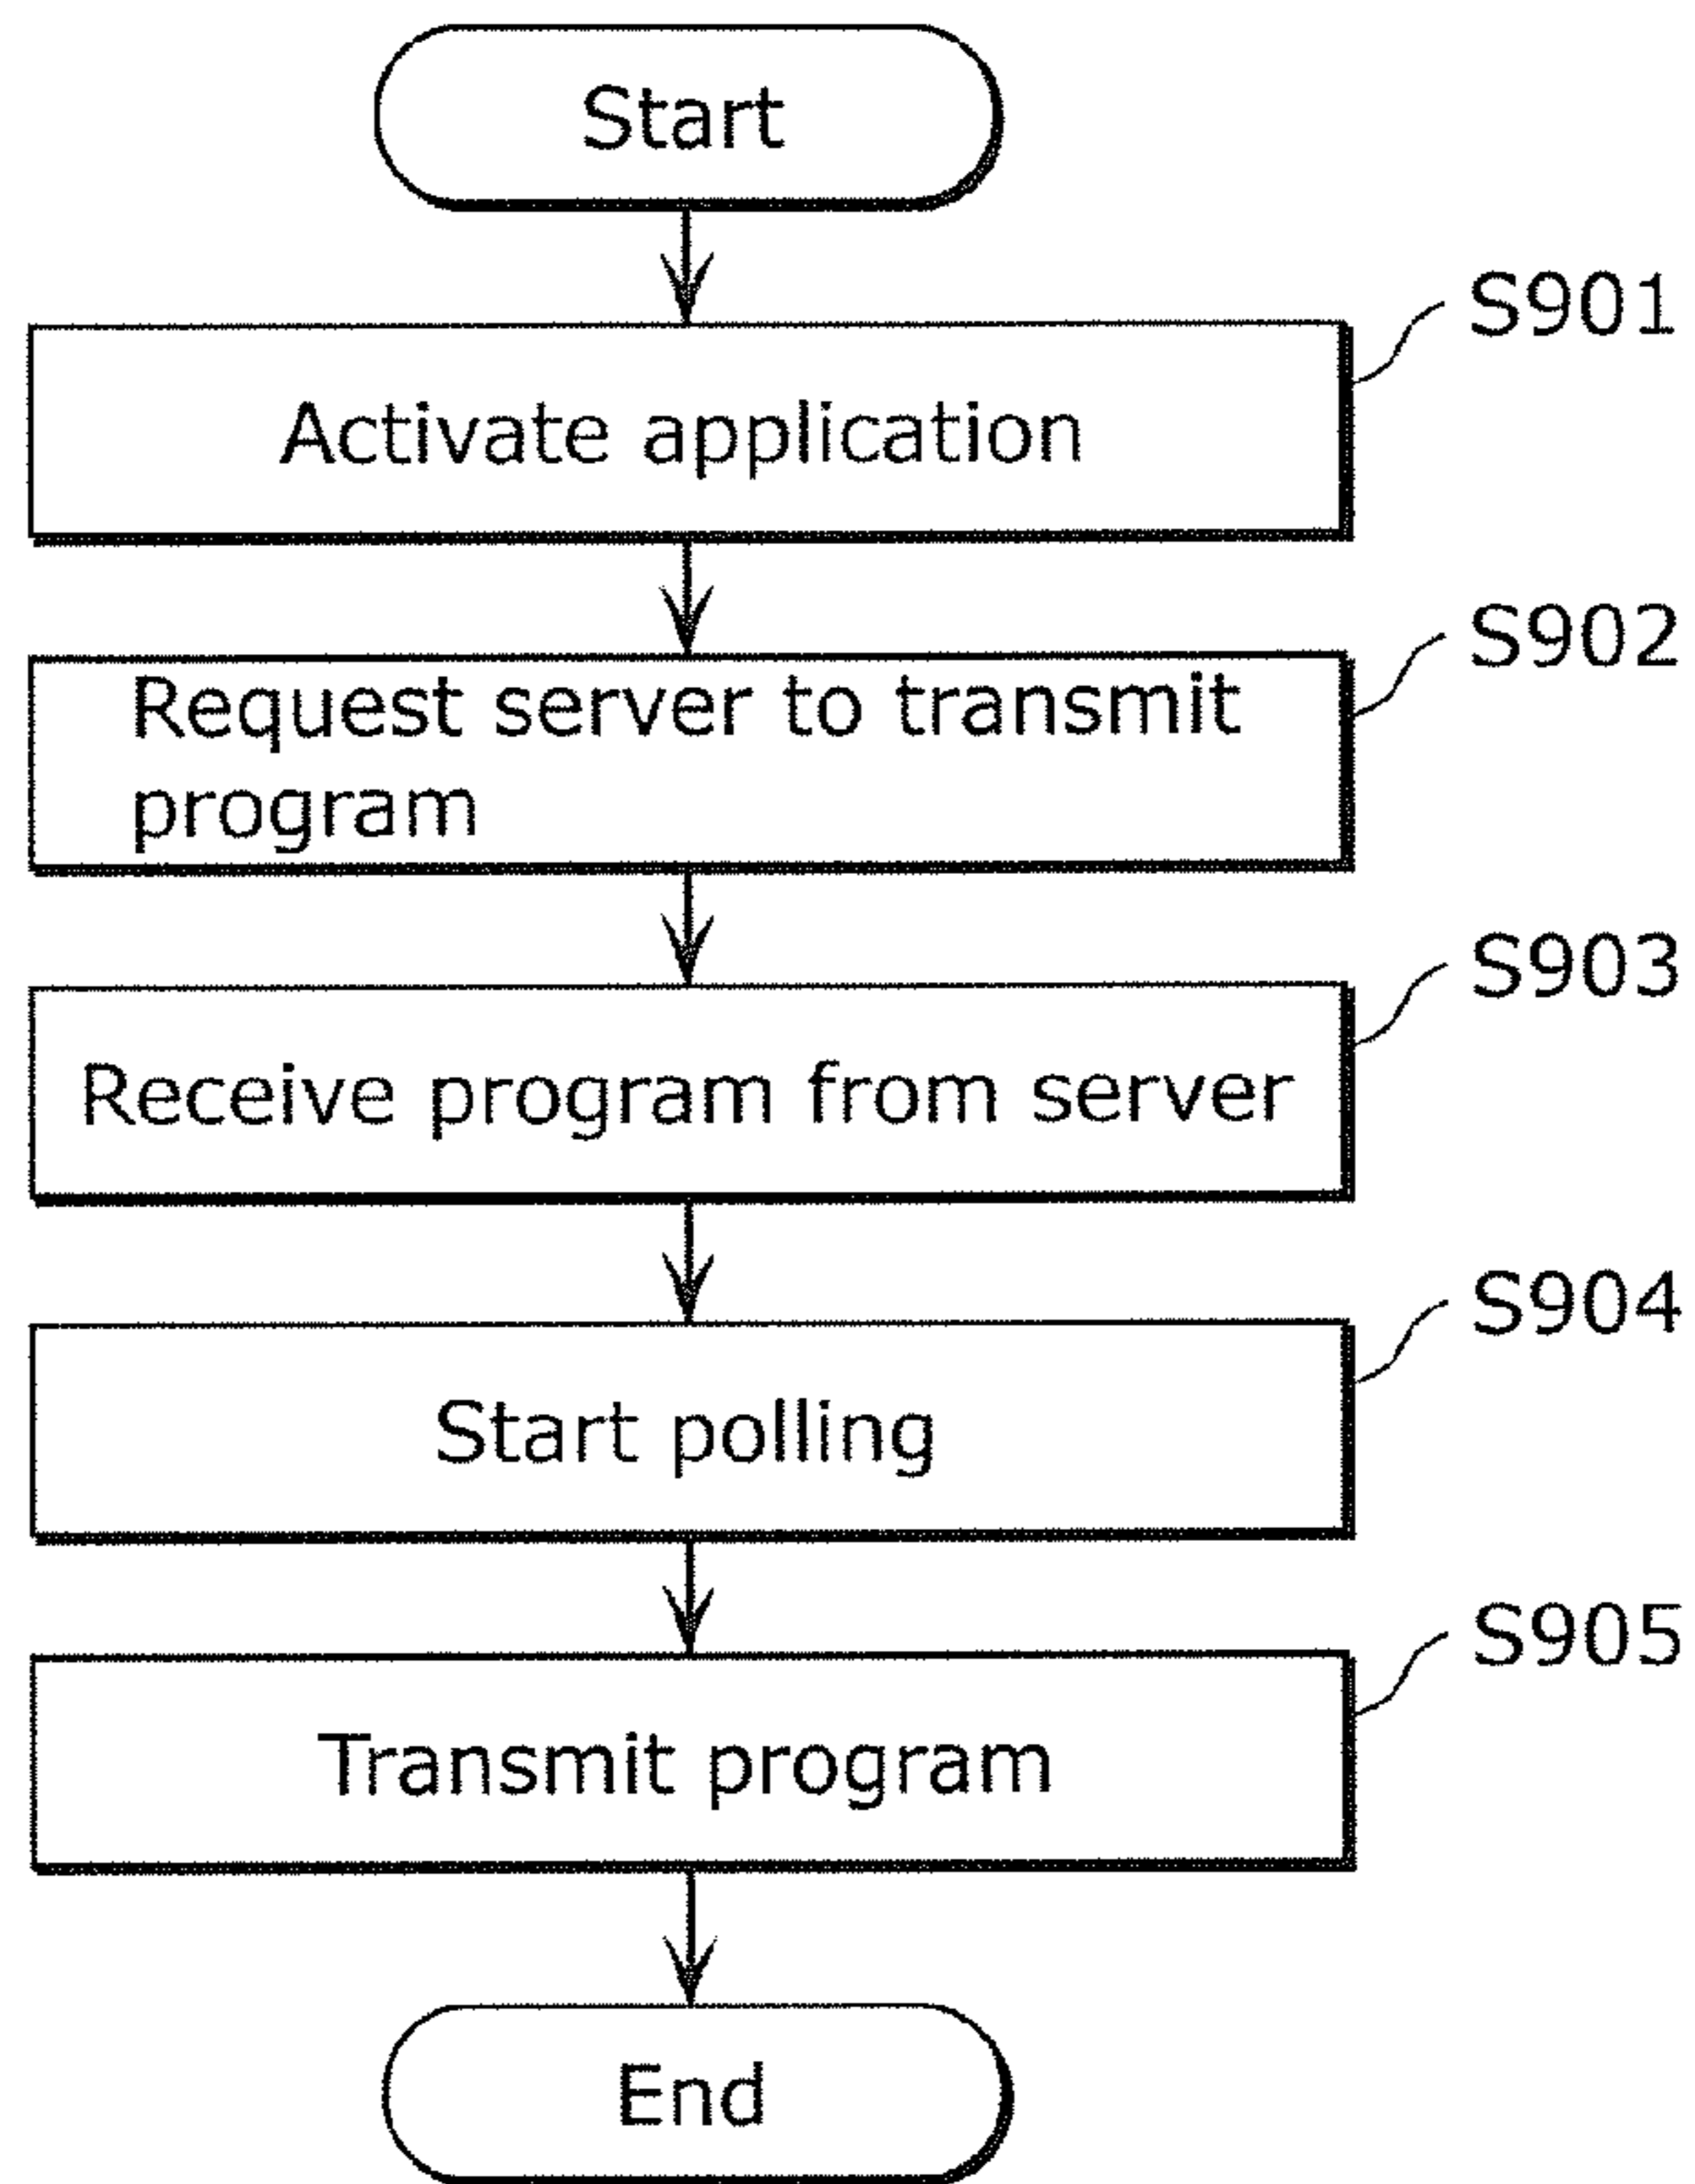 Start
S901
Activate application
S902
Request server to transmit
program
S903
Receive program from server
S904
Start polling
S905
Transmit program
End